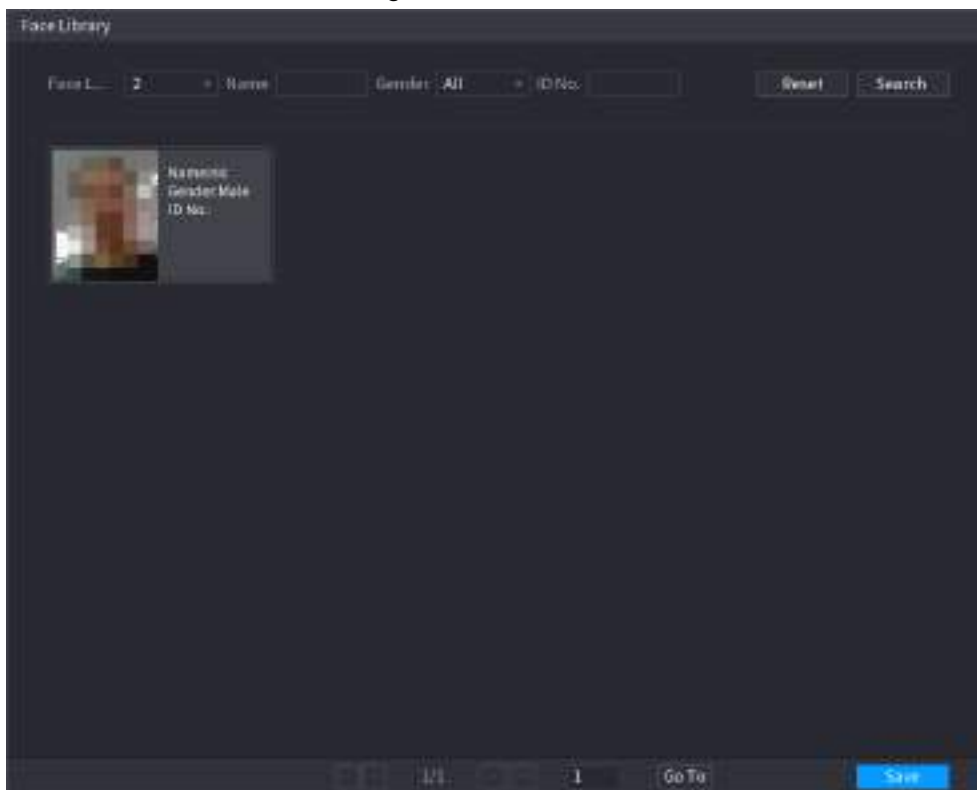 Face Library
Face L... 2 Name Gender All ID No. Reset Search
Gender:Male
ID No.:
1/1 1 Go To Save